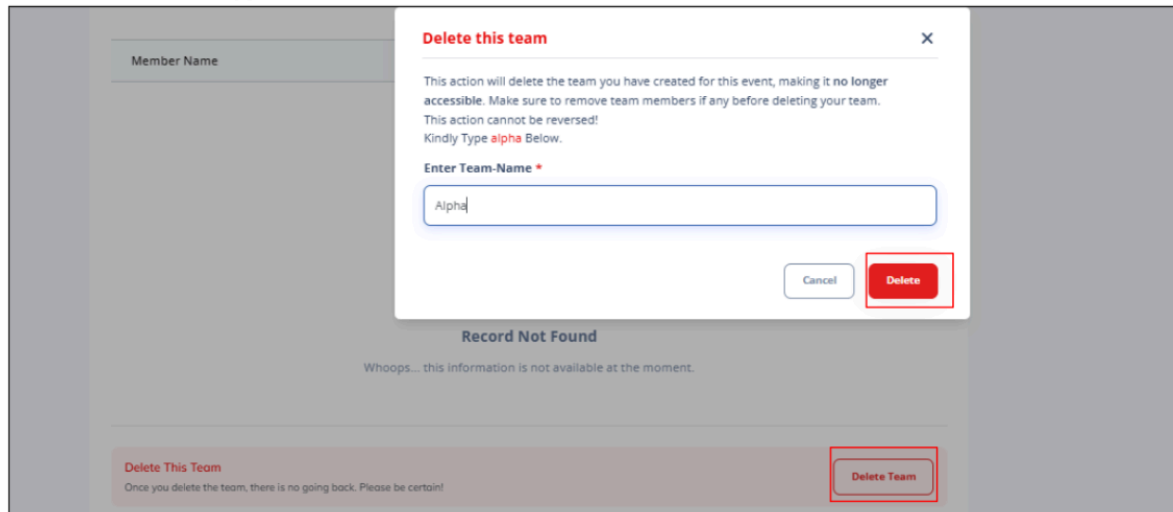 Delete this team
Member Name
This action will delete the team you have created for this event, making it no longer
accessible. Make sure to remove team members if any before deleting your team.
This action cannot be reversed!
Kindly Type alpha Below.
Enter Team-Name *
Alpha
Cancel
Delete
Record Not Found
Whoops... this information is not available at the moment.
Delete This Team
Once you delete the team, there is no going back. Please be certain!
Delete Team